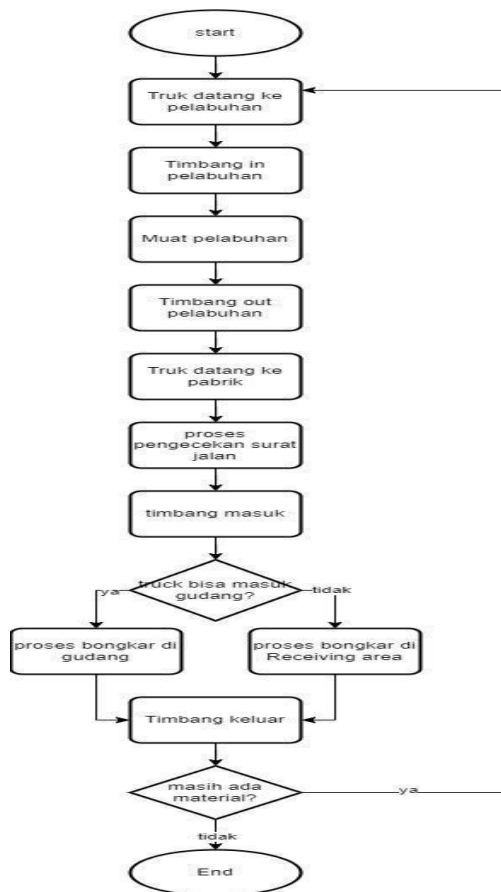 start
Truk datang ke
pelabuhan
Timbang in
pelabuhan
Muat pelabuhan
Timbang out
pelabuhan
Truk datang ke
pabrik
proses
pengecekan surat
jalan
timbang masuk
truck bisa masuk
gudang?
ya
tidak
proses bongkar di
gudang
proses bongkar di
Receiving area
Timbang keluar
masih ada
material?
ya
tidak
End